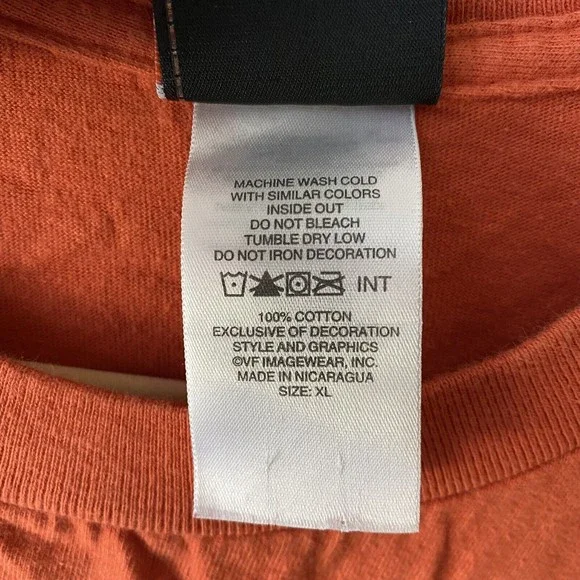 MACHINE WASH COLD
WITH SIMILAR COLORS
INSIDE OUT
DO NOT BLEACH
TUMBLE DRY LOW
DO NOT IRON DECORATION
INT
100% COTTON
EXCLUSIVE OF DECORATION
STYLE AND GRAPHICS
©VF IMAGEWEAR, INC.
MADE IN NICARAGUA
SIZE: XL